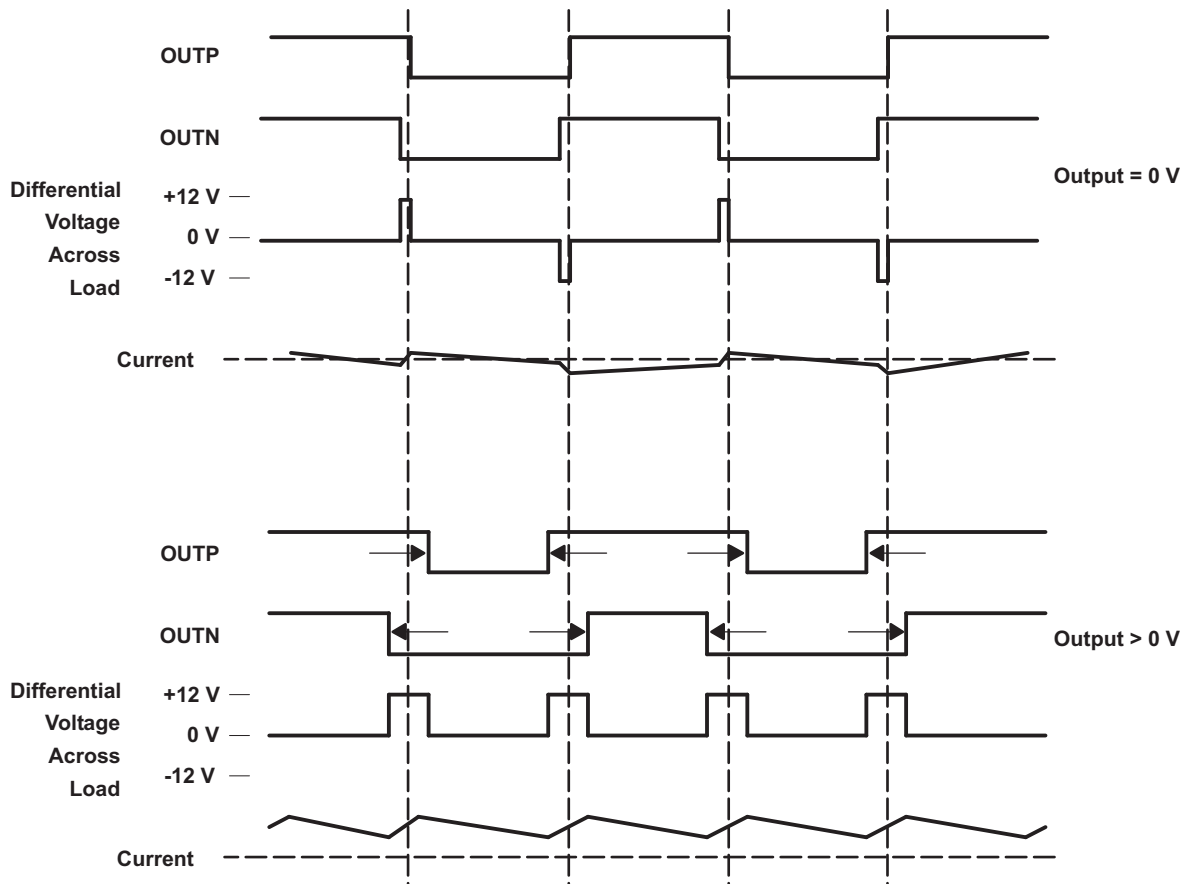 OUTP
OUTN
Output = 0 V
Differential
Voltage
Across
Load
+12 V
0 V
-12 V
Current
OUTP
OUTN
Output > 0 V
Differential
Voltage
Across
Load
+12 V
0 V
-12 V
Current